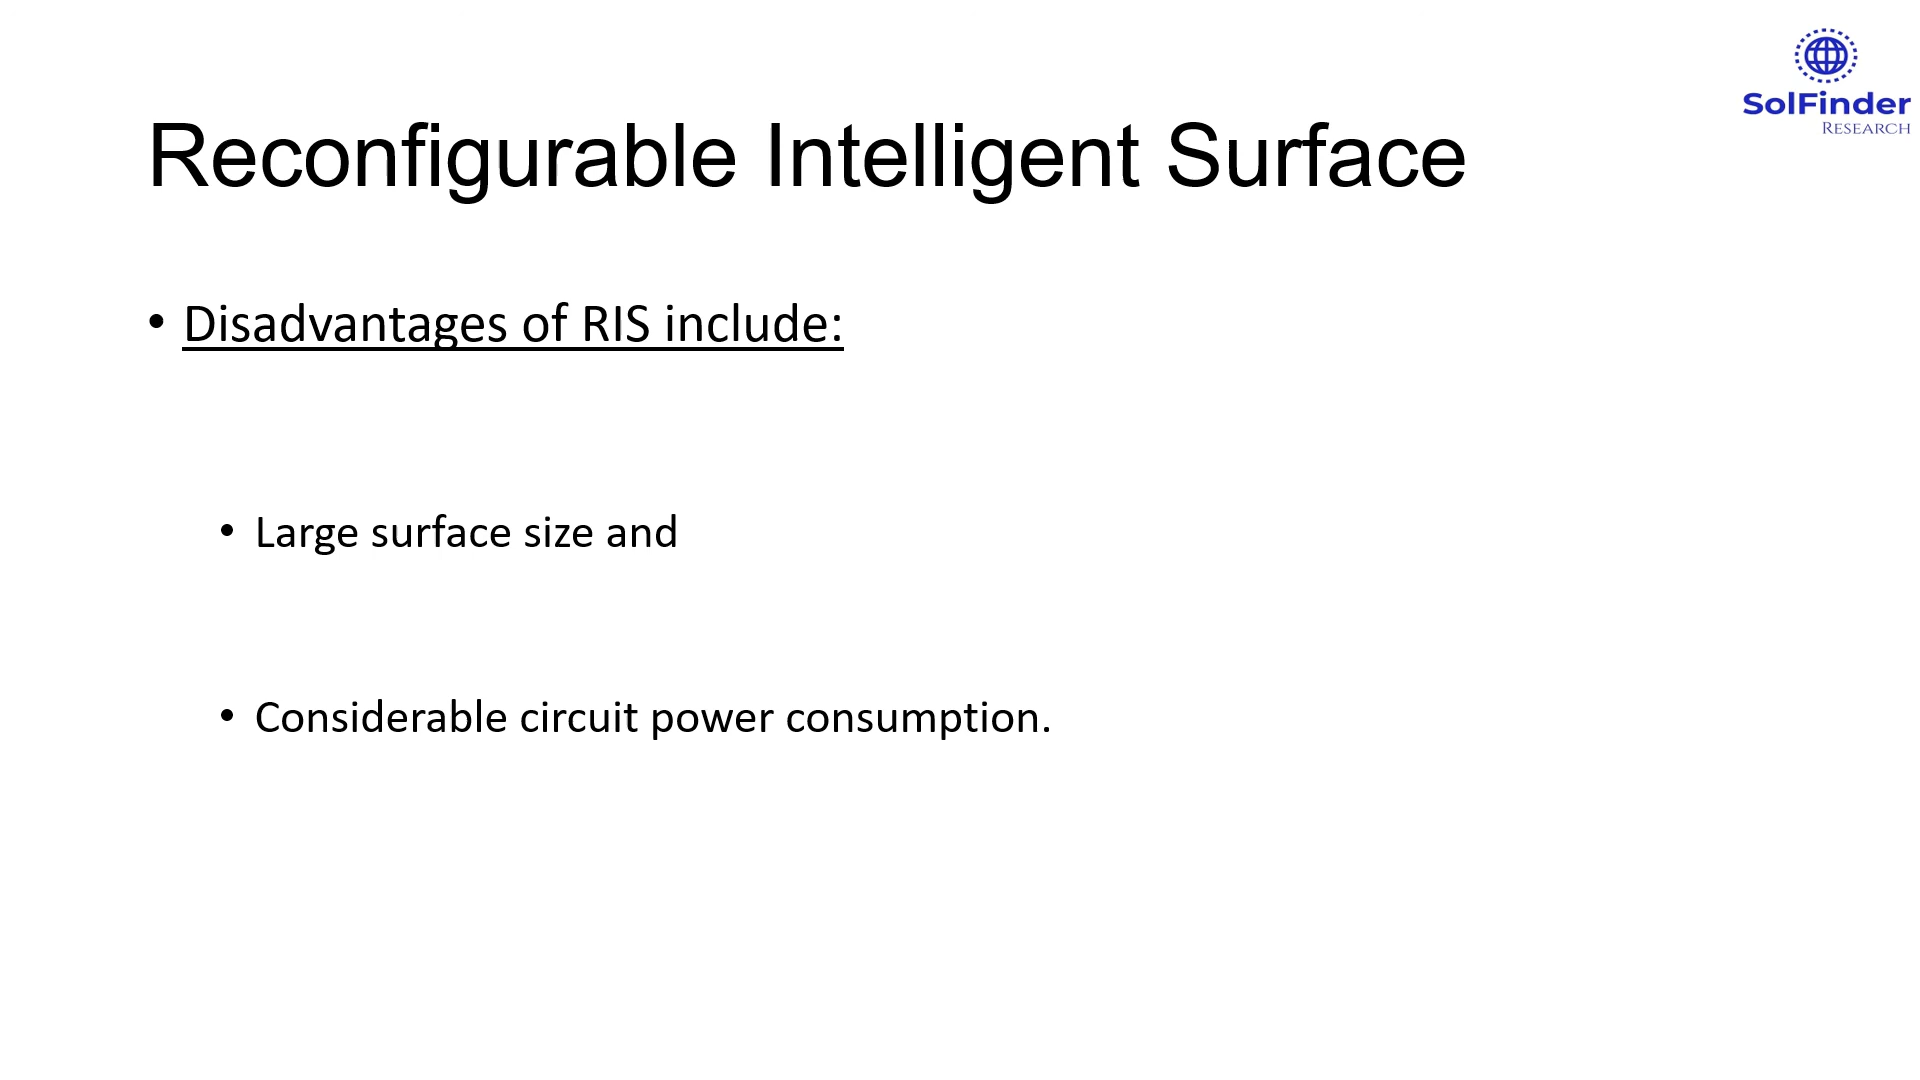 SolFinder
RESEARCH
Reconfigurable Intelligent Surface
• Disadvantages of RIS include:
• Large surface size and
• Considerable circuit power consumption.